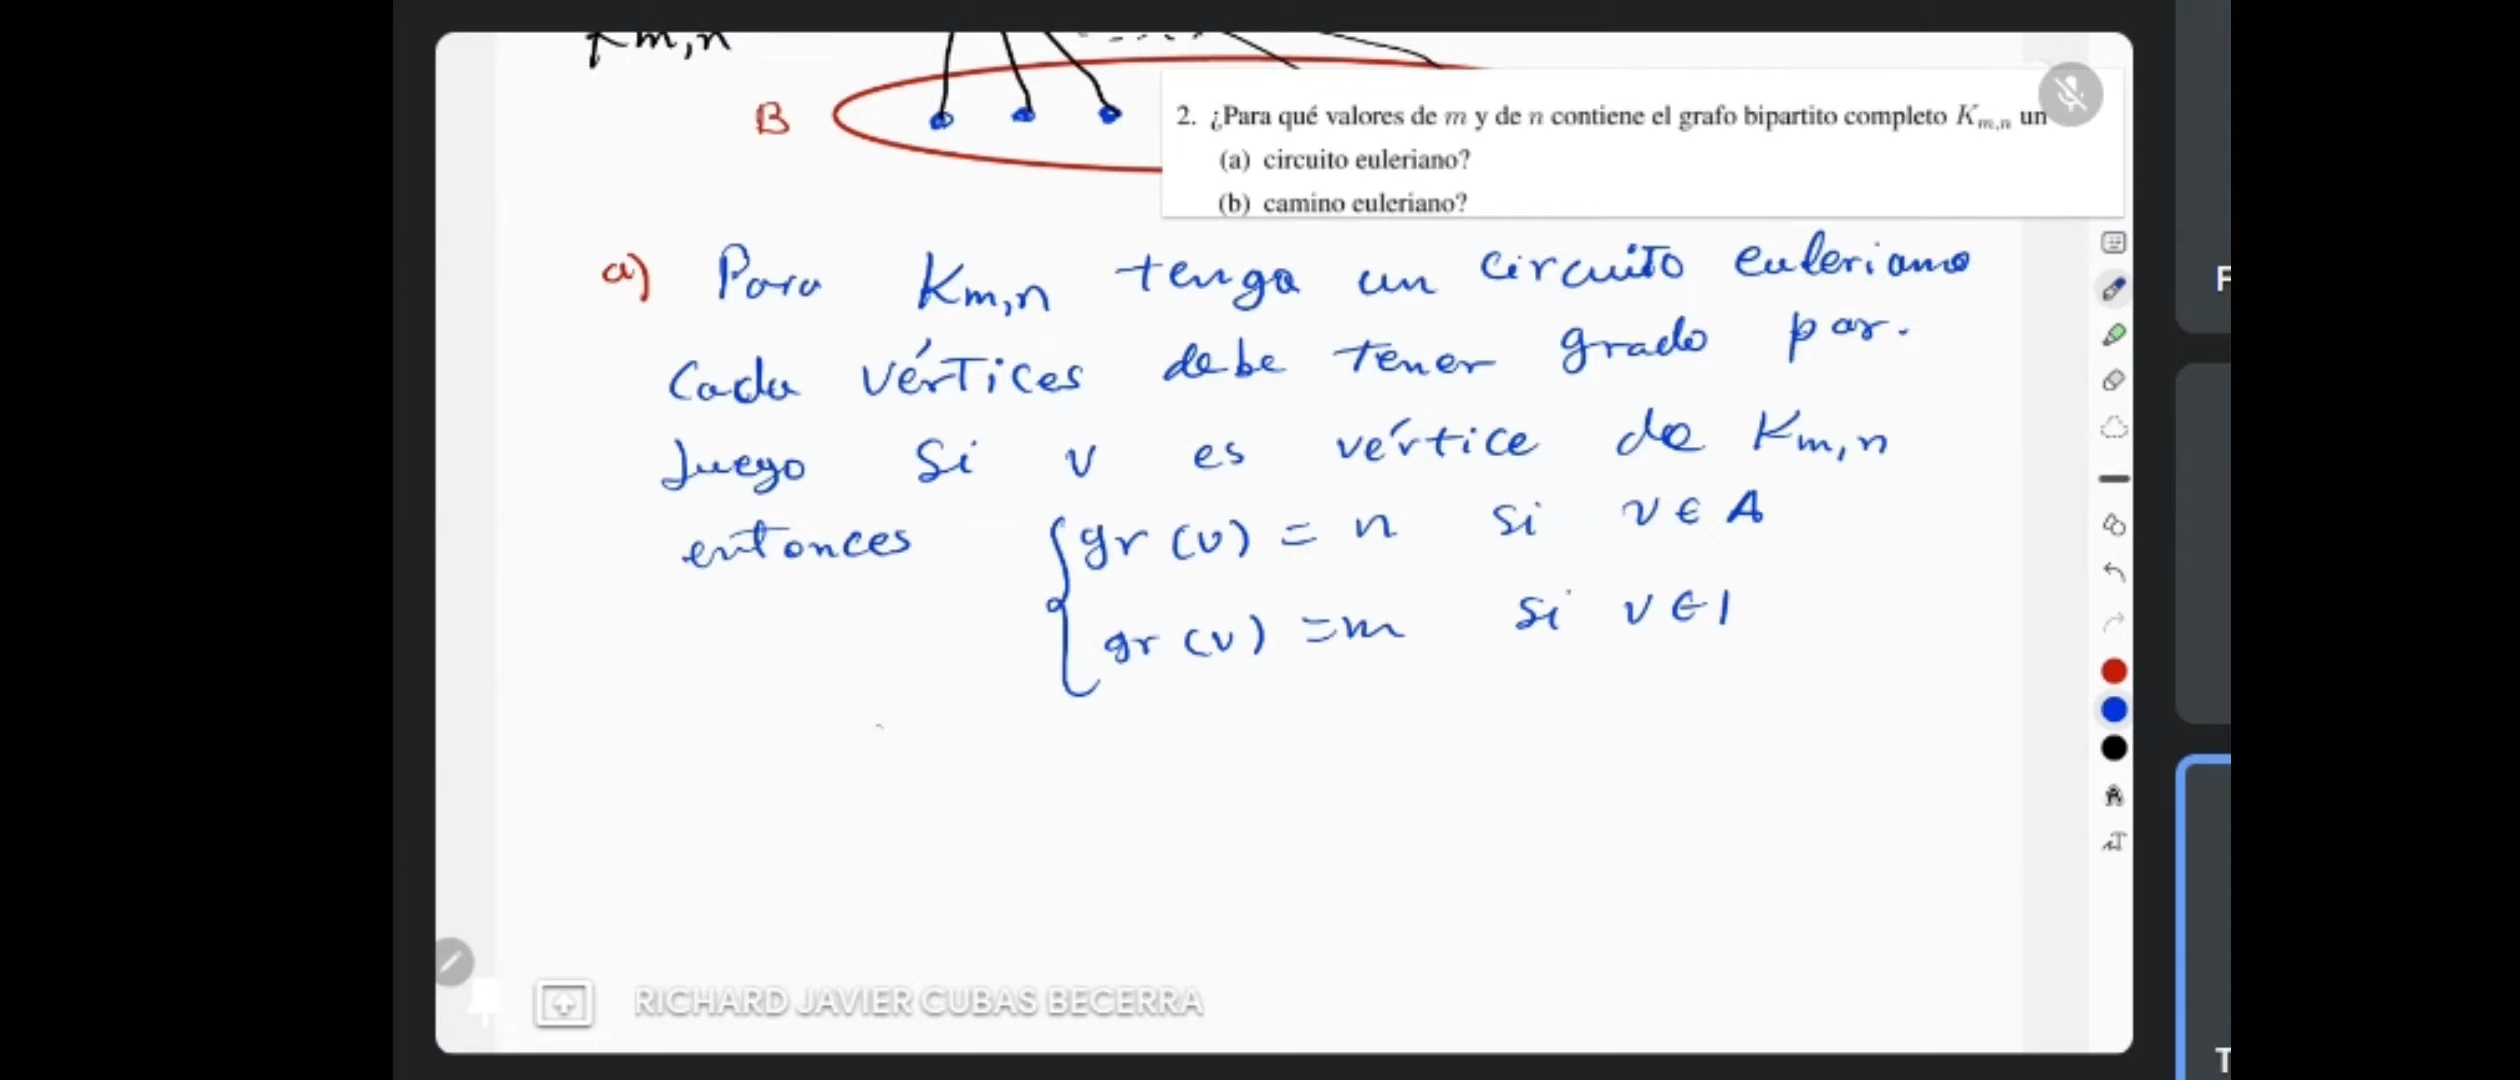 Km,n
B
2. ¿Para qué valores de m y de n contiene el grafo bipartito completo Km,n un
(a) circuito euleriano?
(b) camino euleriano?
a) Para Km,n tenga un circuito euleriano
Cada vértices debe tener grado par.
Luego Si v es vértice de Km,n
entonces { gr (v) = n si v ∈ A
gr (v) = m si v ∈ I
RICHARD JAVIER CUBAS BECERRA
F
T